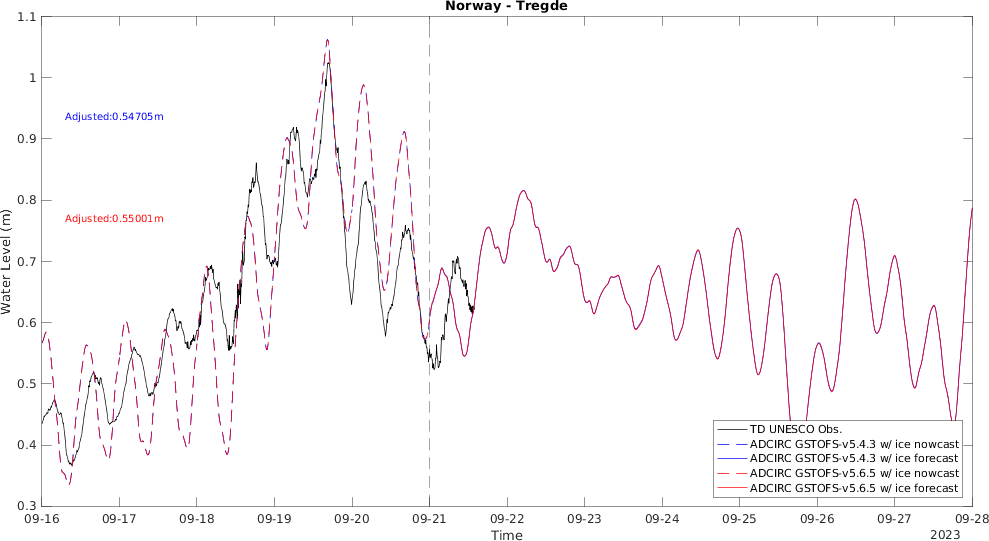 Norway - Tregde
1.1
1
0.9
0.8
0.7
0.6
0.5
0.4
0.3
Water Level (m)
Adjusted:0.54705m
Adjusted:0.55001m
TD UNESCO Obs.
ADCIRC GSTOFS-v5.4.3 w/ ice nowcast
ADCIRC GSTOFS-v5.4.3 w/ ice forecast
ADCIRC GSTOFS-v5.6.5 w/ ice nowcast
ADCIRC GSTOFS-v5.6.5 w/ ice forecast
09-16 09-17 09-18 09-19 09-20 09-21 09-22 09-23 09-24 09-25 09-26 09-27 09-28
Time
2023